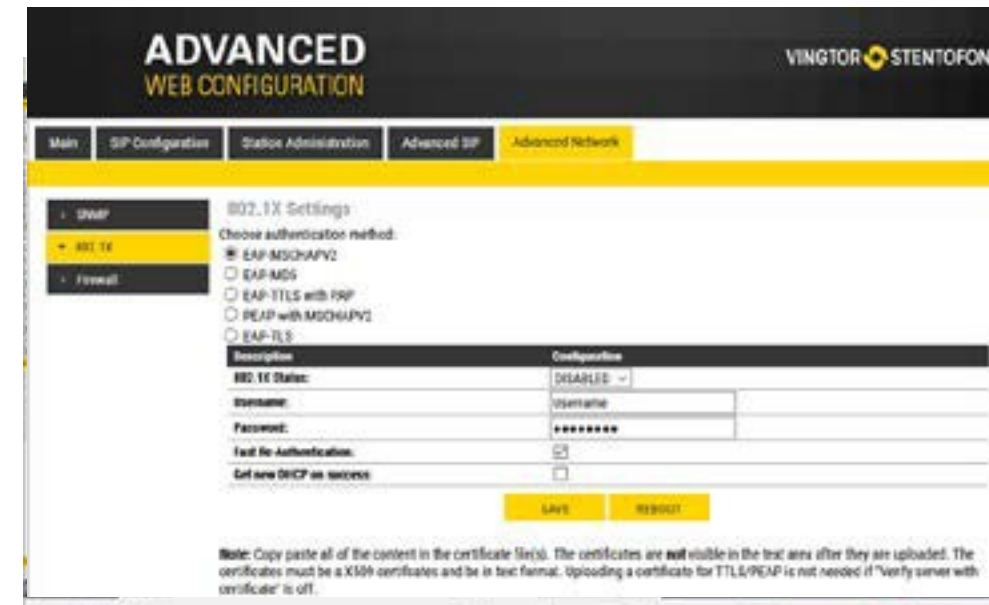 ADVANCED
WEB CONFIGURATION
VINGTOR STENTOFON
Main SIP Configuration Station Administration Advanced SIP Advanced Network
SNMP
802.1X
Firewall
802.1X Settings
Choose authentication method:
EAP-MSCHAPV2
EAP-MD5
EAP-TTLS with PAP
PEAP with MSCHAPV2
EAP-TLS
Description Configuration
802.1X Status: DISABLED
Username: Username
Password: ••••••••
Fast Re-Authentication:
Get new DHCP on success:
SAVE REBOOT
Note: Copy paste all of the content in the certificate file(s). The certificates are not visible in the text area after they are uploaded. The
certificates must be a X509 certificates and be in text format. Uploading a certificate for TTLS/PEAP is not needed if "Verify server with
certificate" is off.